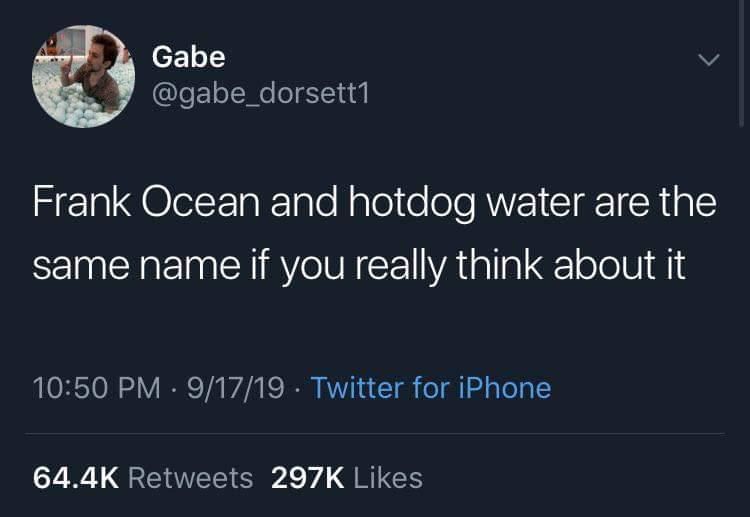 Gabe
@gabe_dorsett1
Frank Ocean and hotdog water are the
same name if you really think about it
10:50 PM · 9/17/19 · Twitter for iPhone
64.4K Retweets 297K Likes